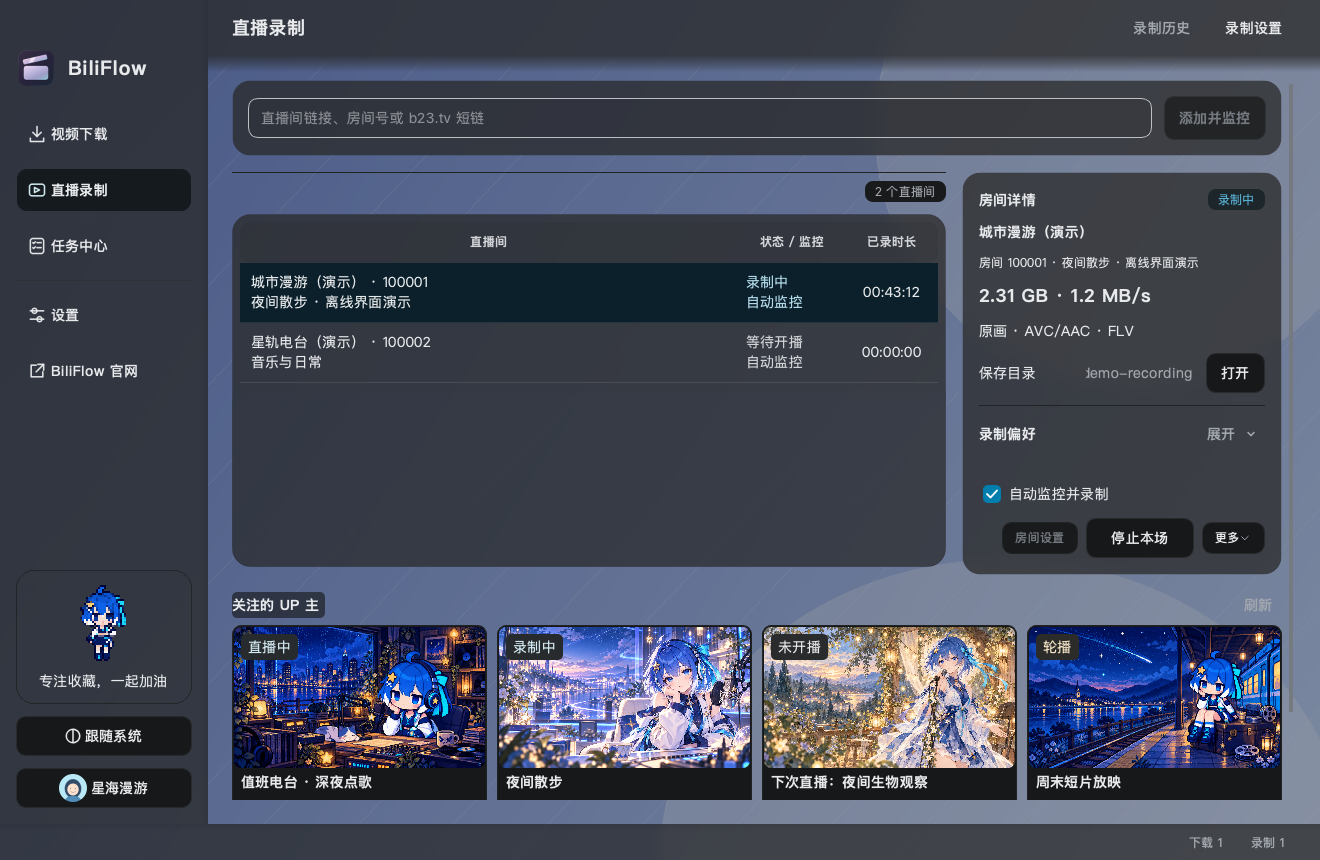 直播录制
录制历史
录制设置
BiliFlow
视频下载
直播录制
任务中心
设置
BiliFlow 官网
专注收藏，一起加油
跟随系统
星海漫游
直播间链接、房间号或 b23.tv 短链
添加并监控
2 个直播间
直播间
状态 / 监控
已录时长
城市漫游（演示） · 100001
夜间散步 · 离线界面演示
录制中
自动监控
00:43:12
星轨电台（演示） · 100002
音乐与日常
等待开播
自动监控
00:00:00
房间详情
录制中
城市漫游（演示）
房间 100001 · 夜间散步 · 离线界面演示
2.31 GB · 1.2 MB/s
原画 · AVC/AAC · FLV
保存目录
demo-recording
打开
录制偏好
展开
自动监控并录制
房间设置
停止本场
更多
关注的 UP 主
刷新
直播中
值班电台 · 深夜点歌
录制中
夜间散步
未开播
下次直播：夜间生物观察
轮播
周末短片放映
下载 1
录制 1